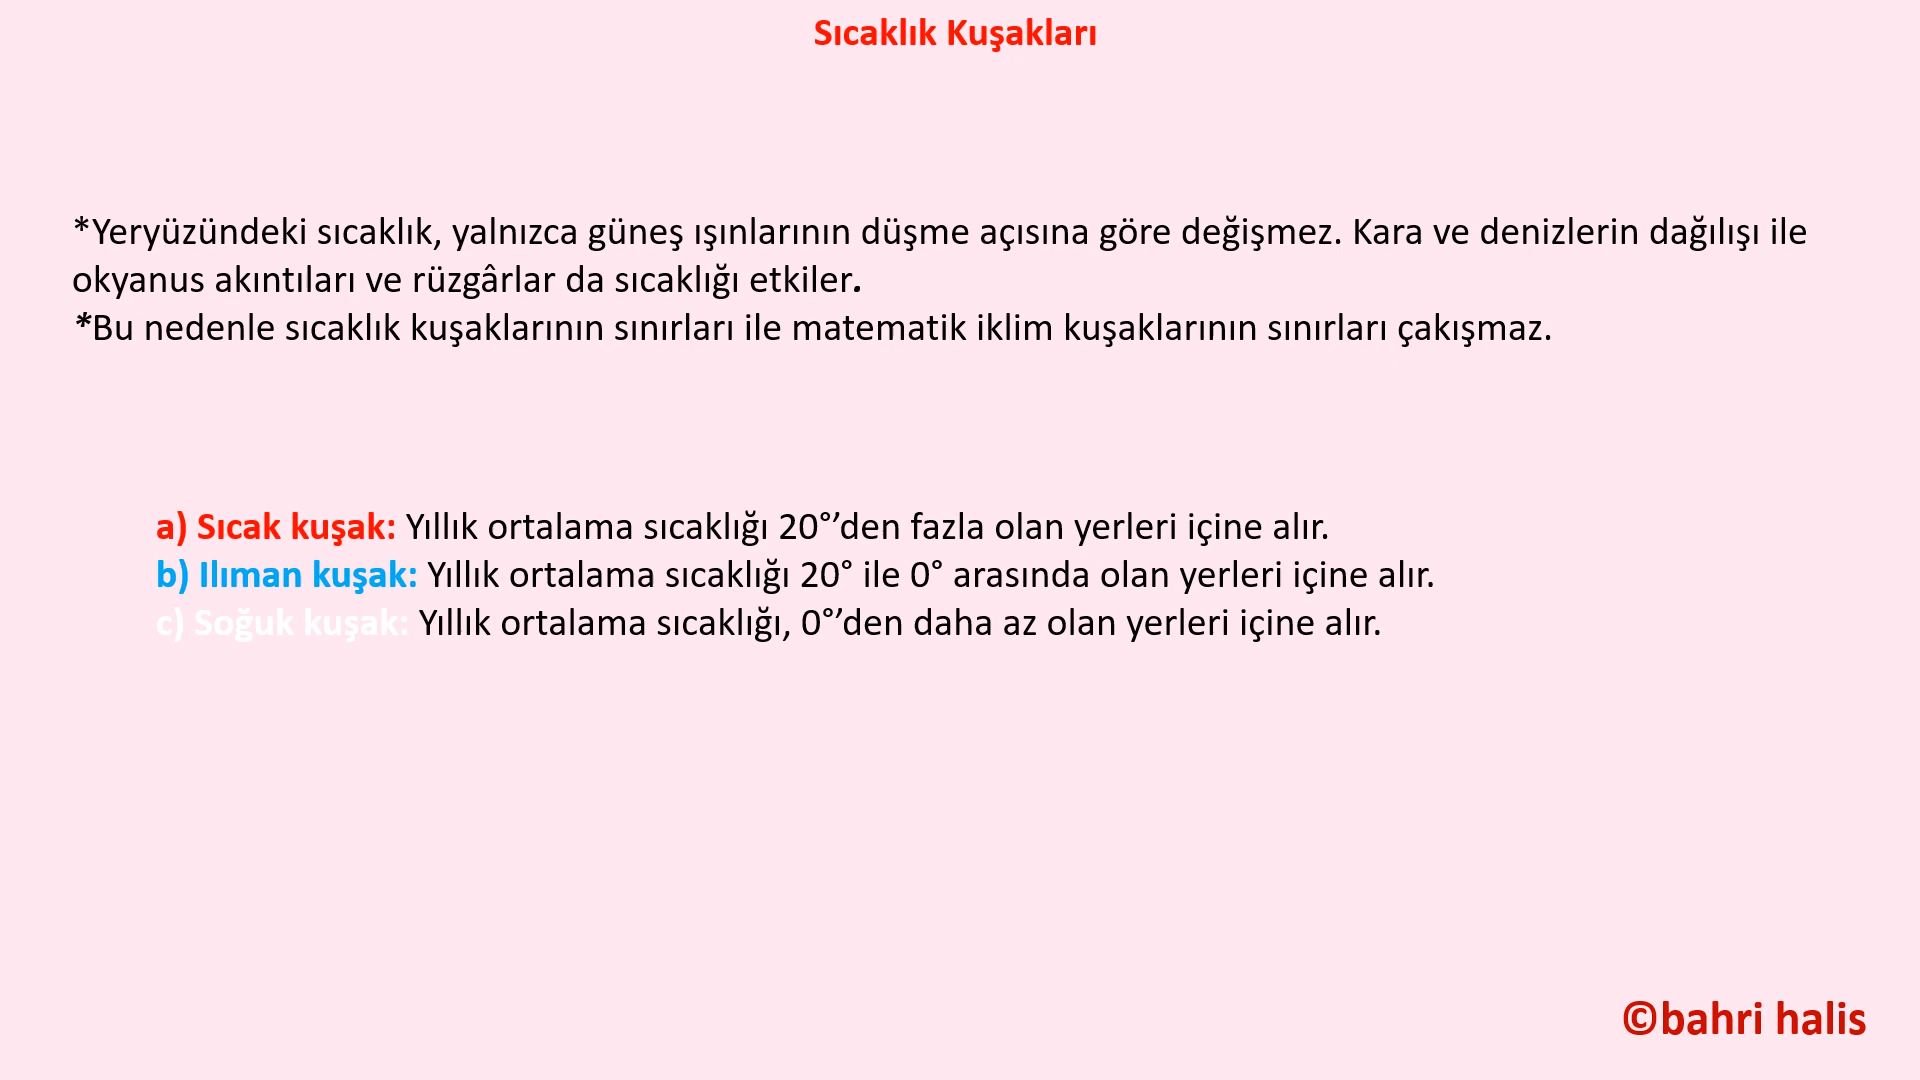 Sıcaklık Kuşakları
*Yeryüzündeki sıcaklık, yalnızca güneş ışınlarının düşme açısına göre değişmez. Kara ve denizlerin dağılışı ile
okyanus akıntıları ve rüzgârlar da sıcaklığı etkiler.
*Bu nedenle sıcaklık kuşaklarının sınırları ile matematik iklim kuşaklarının sınırları çakışmaz.
a) Sıcak kuşak: Yıllık ortalama sıcaklığı 20°’den fazla olan yerleri içine alır.
b) Ilıman kuşak: Yıllık ortalama sıcaklığı 20° ile 0° arasında olan yerleri içine alır.
c) Soğuk kuşak: Yıllık ortalama sıcaklığı, 0°’den daha az olan yerleri içine alır.
©bahri halis